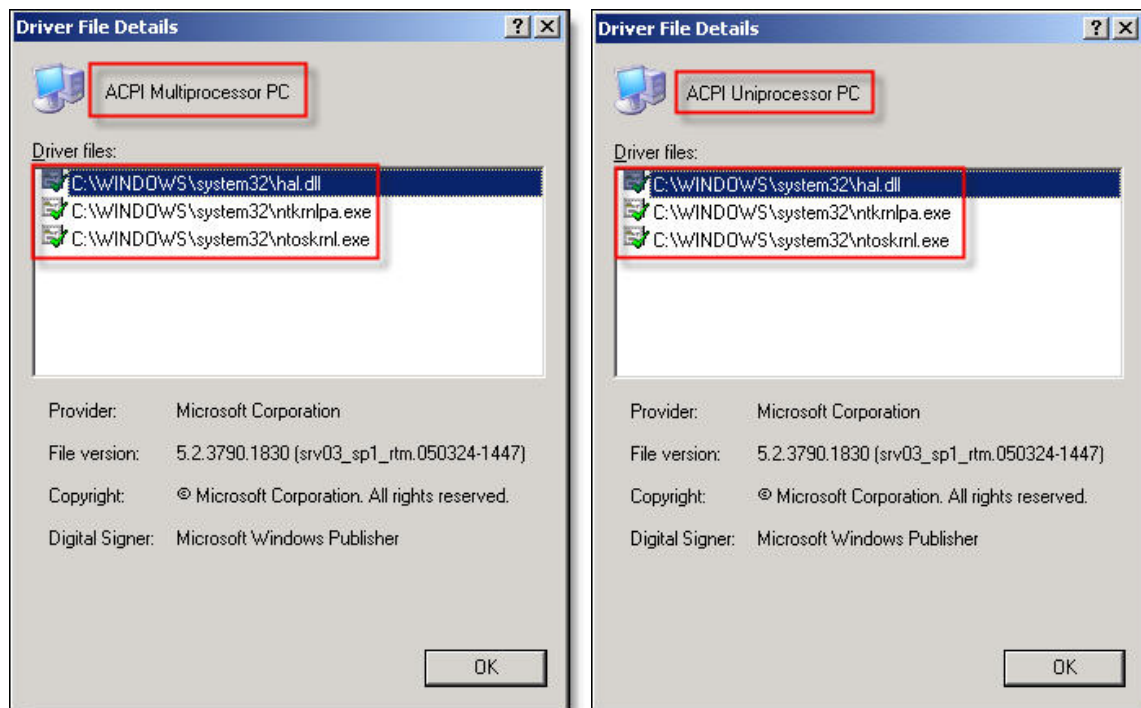 Driver File Details
ACPI Multiprocessor PC
Driver files:
C:\WINDOWS\system32\hal.dll
C:\WINDOWS\system32\ntkrnlpa.exe
C:\WINDOWS\system32\ntoskrnl.exe
Provider: Microsoft Corporation
File version: 5.2.3790.1830 (srv03_sp1_rtm.050324-1447)
Copyright: © Microsoft Corporation. All rights reserved.
Digital Signer: Microsoft Windows Publisher
OK
Driver File Details
ACPI Uniprocessor PC
Driver files:
C:\WINDOWS\system32\hal.dll
C:\WINDOWS\system32\ntkrnlpa.exe
C:\WINDOWS\system32\ntoskrnl.exe
Provider: Microsoft Corporation
File version: 5.2.3790.1830 (srv03_sp1_rtm.050324-1447)
Copyright: © Microsoft Corporation. All rights reserved.
Digital Signer: Microsoft Windows Publisher
OK